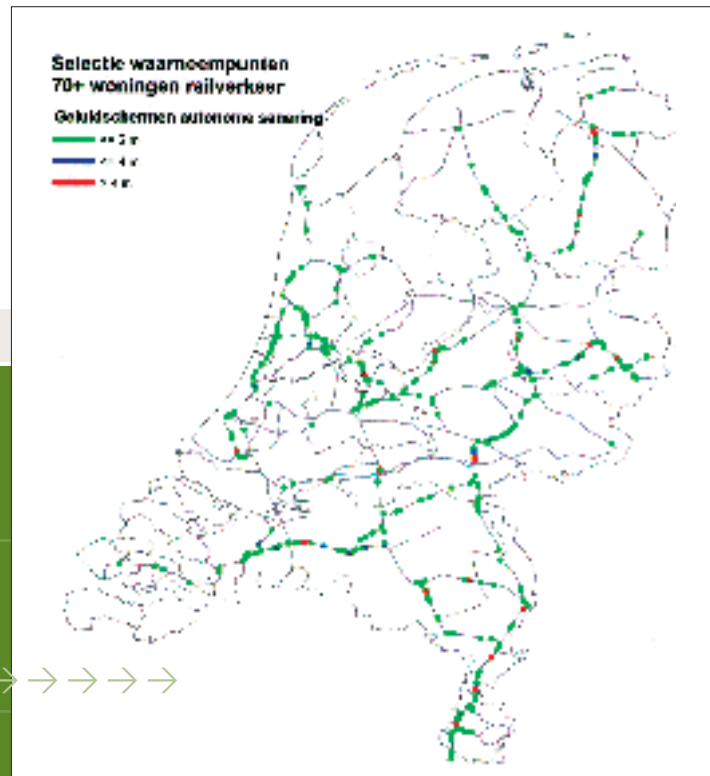 Selectie waarneempunten
70+ woningen railverkeer
Geluidschermen autonome sanering